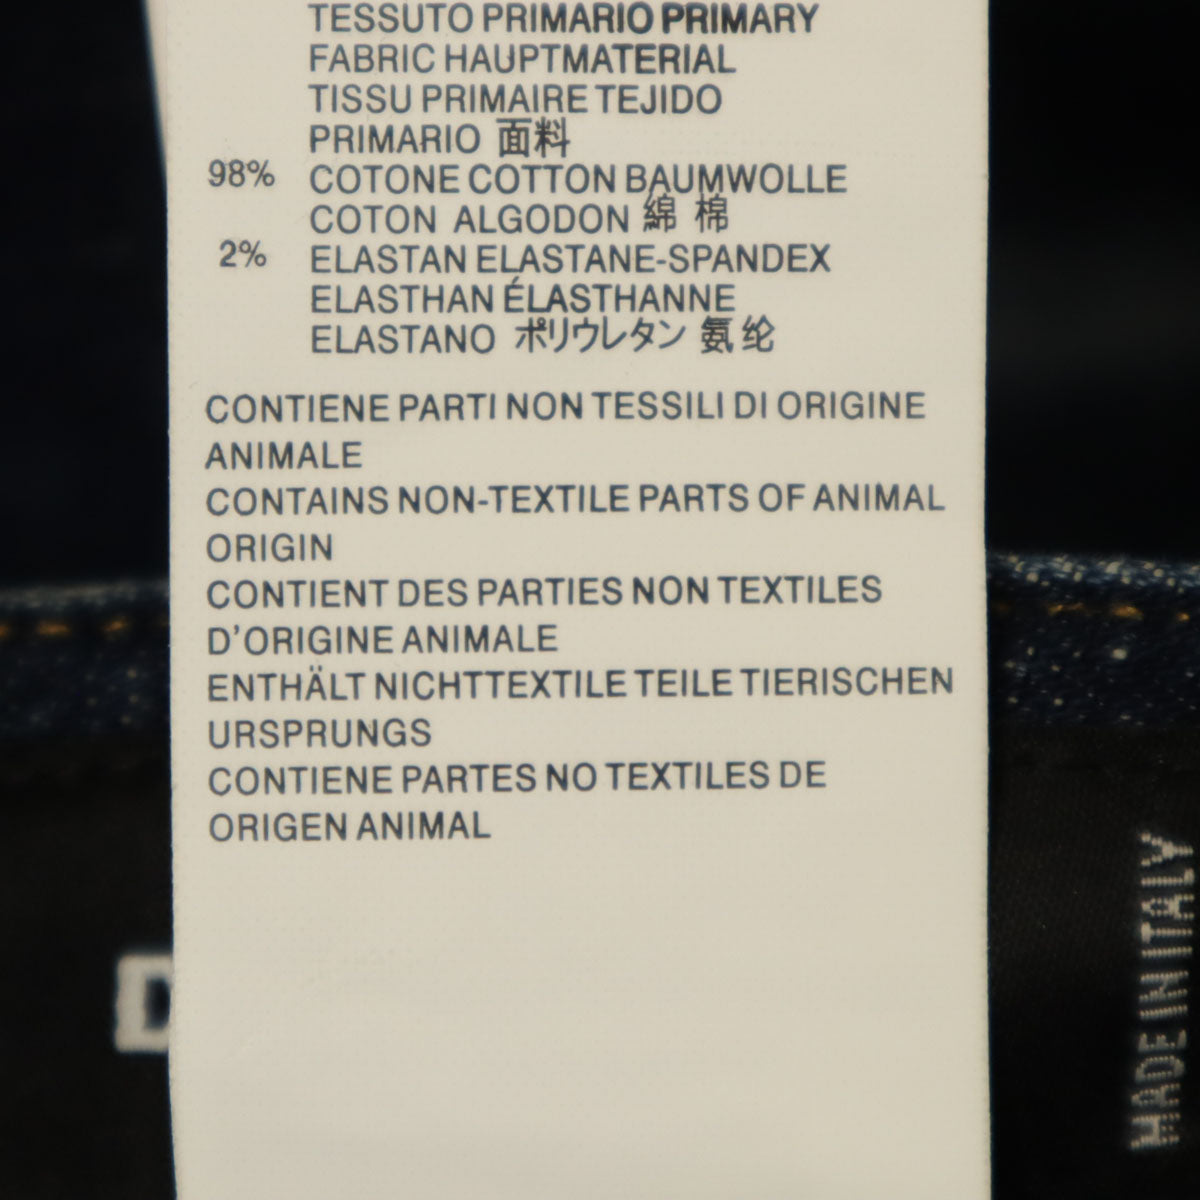 TESSUTO PRIMARIO PRIMARY
FABRIC HAUPTMATERIAL
TISSU PRIMAIRE TEJIDO
PRIMARIO 面料
98% COTONE COTTON BAUMWOLLE
COTON ALGODON 綿 棉
2% ELASTAN ELASTANE-SPANDEX
ELASTHAN ÉLASTHANNE
ELASTANO ポリウレタン 氨纶
CONTIENE PARTI NON TESSILI DI ORIGINE
ANIMALE
CONTAINS NON-TEXTILE PARTS OF ANIMAL
ORIGIN
CONTIENT DES PARTIES NON TEXTILES
D'ORIGINE ANIMALE
ENTHÄLT NICHTTEXTILE TEILE TIERISCHEN
URSPRUNGS
CONTIENE PARTES NO TEXTILES DE
ORIGEN ANIMAL
D
MADE IN ITALY